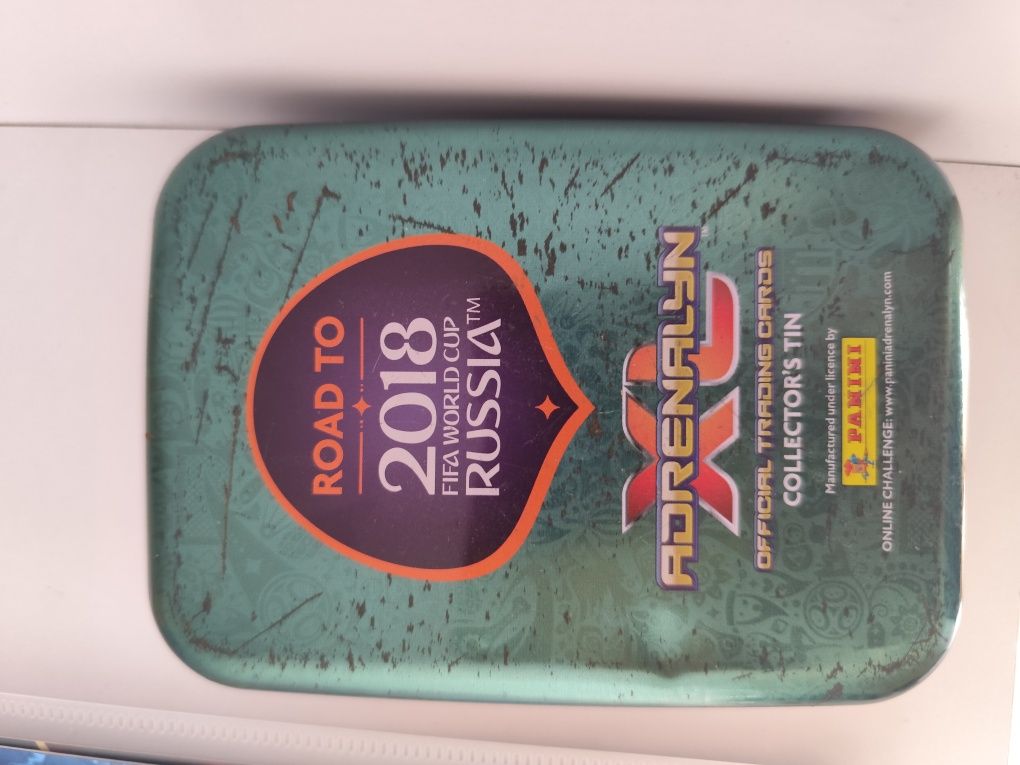 ROAD TO
2018
FIFA WORLD CUP
RUSSIA™
ADRENALYN™
XL
OFFICIAL TRADING CARDS
COLLECTOR'S TIN
Manufactured under licence by
PANINI
ONLINE CHALLENGE: www.paniniadrenalyn.com